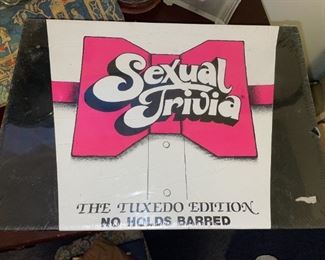 Sexual
Trivia
THE TUXEDO EDITION
NO HOLDS BARRED